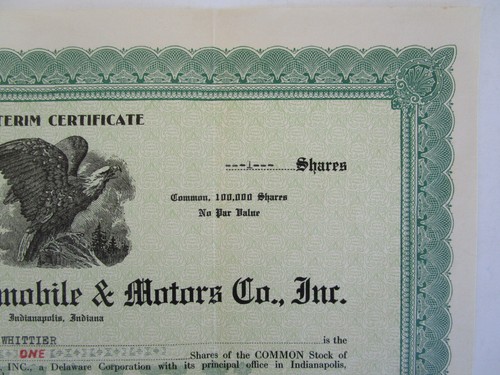 TERIM CERTIFICATE
---1--- Shares
Common, 100,000 Shares
No Par Value
mobile & Motors Co., Inc.
Indianapolis, Indiana
WHITTIER is the
ONE Shares of the COMMON Stock of
INC., a Delaware Corporation with its principal office in Indianapolis,